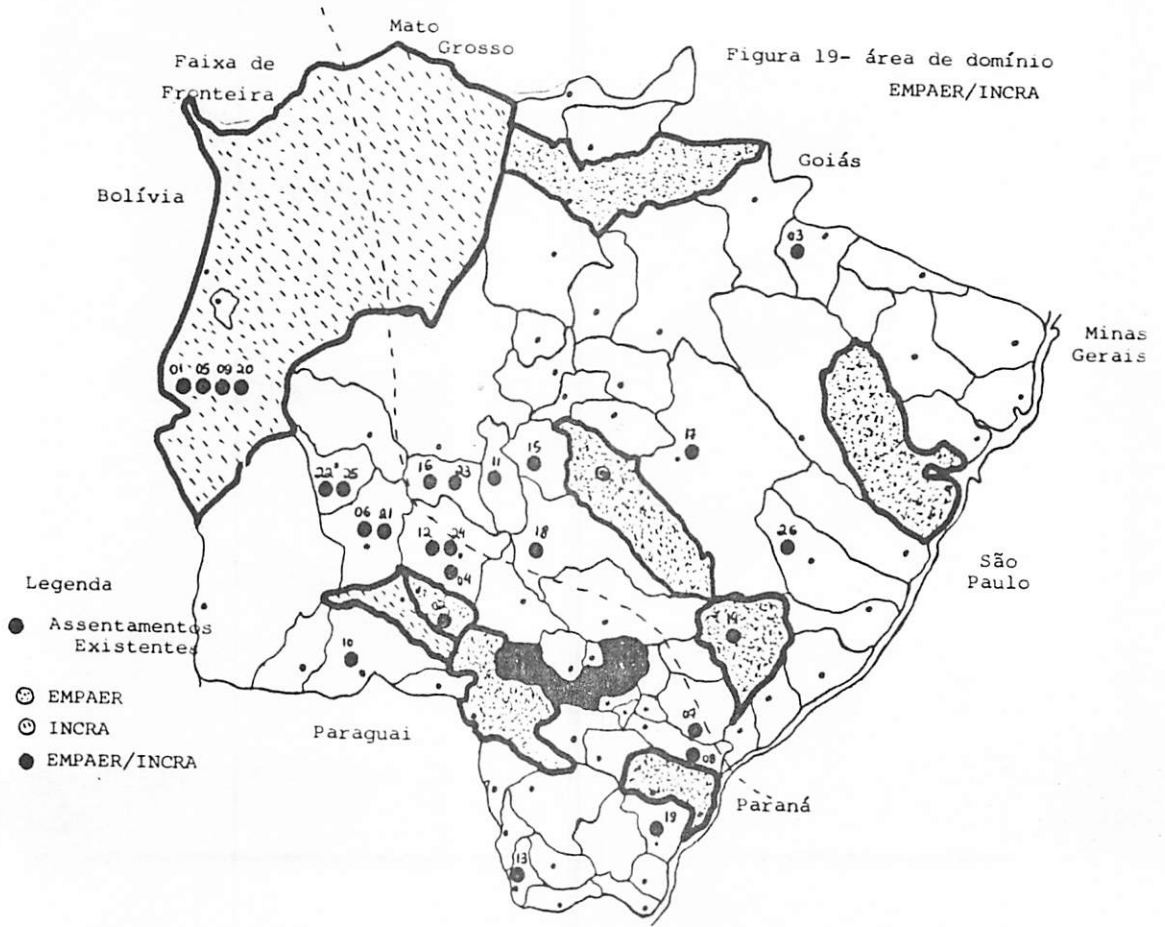 Mato
Grosso
Faixa de
Fronteira
Figura 19- área de domínio
EMPAER/INCRA
Bolívia
Goiás
03
Minas
Gerais
01 05 09 20
17
15
11
16 23
22 25
06 21
12 24
18
26
04
São
Paulo
Legenda
Assentamentos
Existentes
10
14
EMPAER
INCRA
EMPAER/INCRA
Paraguai
07
08
Paraná
19
13